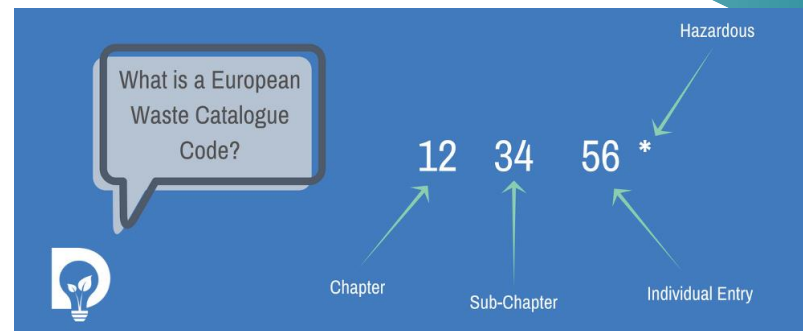 Hazardous
What is a European
Waste Catalogue
Code?
12 34 56 *
Chapter
Sub-Chapter
Individual Entry